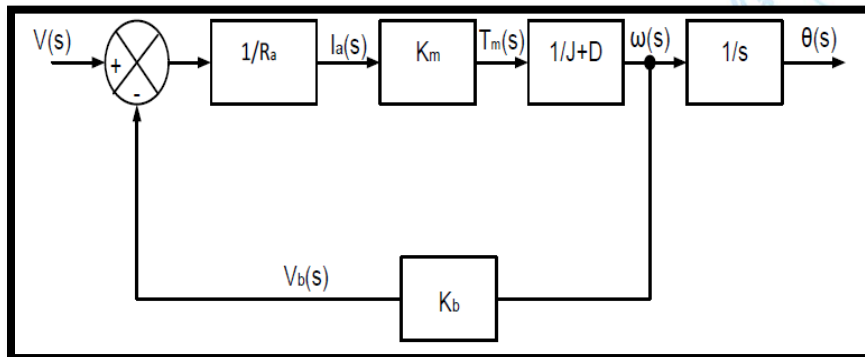 V(s)
+
-
1/Ra
Ia(s)
Km
Tm(s)
1/J+D
ω(s)
1/s
θ(s)
Vb(s)
Kb